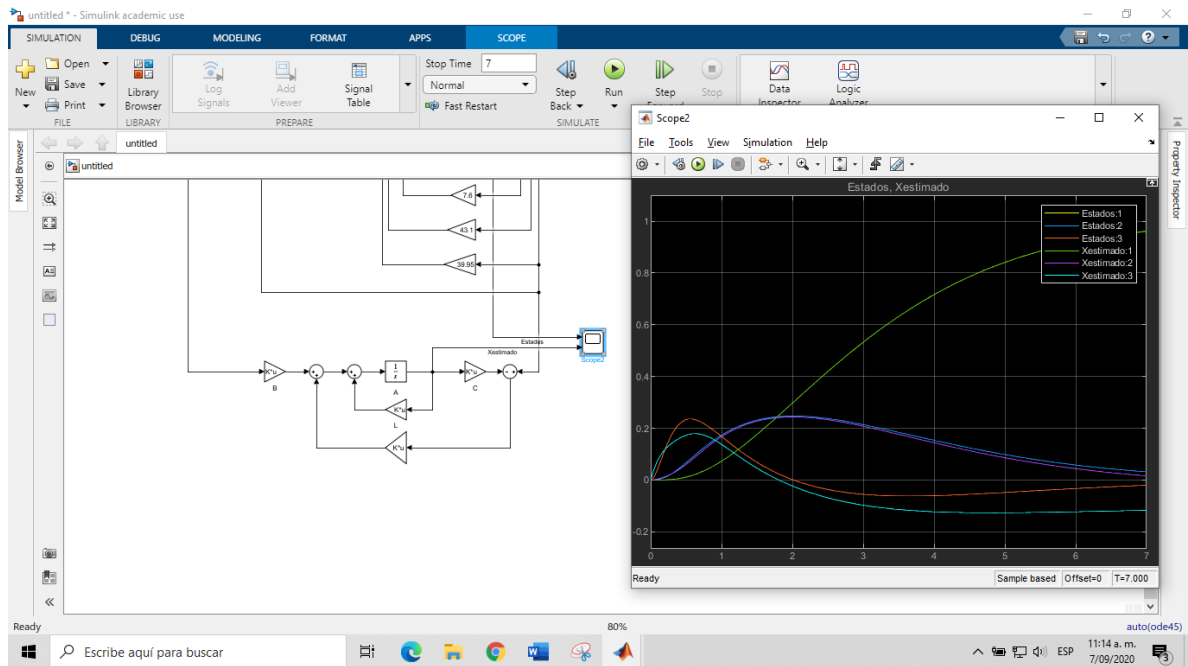 untitled * - Simulink academic use
SIMULATION DEBUG MODELING FORMAT APPS SCOPE
New
Open
Save
Print
FILE
Library
Browser
LIBRARY
Log
Signals
Add
Viewer
Signal
Table
PREPARE
Stop Time 7
Normal
Fast Restart
Step
Back
Run
Step
Stop
SIMULATE
Data
Inspector
Logic
Analyzer
Model Browser
untitled
untitled
Property Inspector
7.6
43.1
39.95
Estados
Xestimado
Scope2
K*u
B
1
s
A
K*u
C
K*u
L
K*u
Scope2
File Tools View Simulation Help
Estados, Xestimado
Estados:1
Estados:2
Estados:3
Xestimado:1
Xestimado:2
Xestimado:3
1
0.8
0.6
0.4
0.2
0
-0.2
0 1 2 3 4 5 6 7
Ready
Sample based Offset=0 T=7.000
Ready
80%
auto(ode45)
Escribe aquí para buscar
ESP
11:14 a. m.
7/09/2020
3